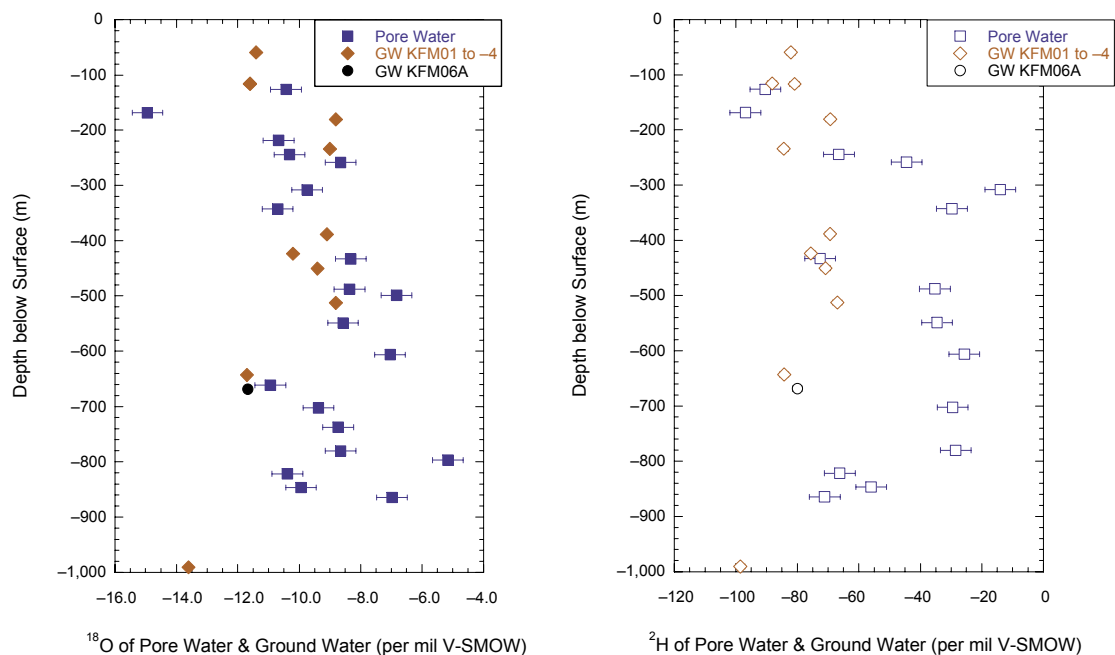 Pore Water
GW KFM01 to –4
GW KFM06A
0
–100
–200
–300
–400
–500
–600
–700
–800
–900
–1,000
Depth below Surface (m)
–16.0 –14.0 –12.0 –10.0 –8.0 –6.0 –4.0
¹⁸O of Pore Water & Ground Water (per mil V-SMOW)
Pore Water
GW KFM01 to –4
GW KFM06A
0
–100
–200
–300
–400
–500
–600
–700
–800
–900
–1,000
Depth below Surface (m)
–120 –100 –80 –60 –40 –20 0
²H of Pore Water & Ground Water (per mil V-SMOW)